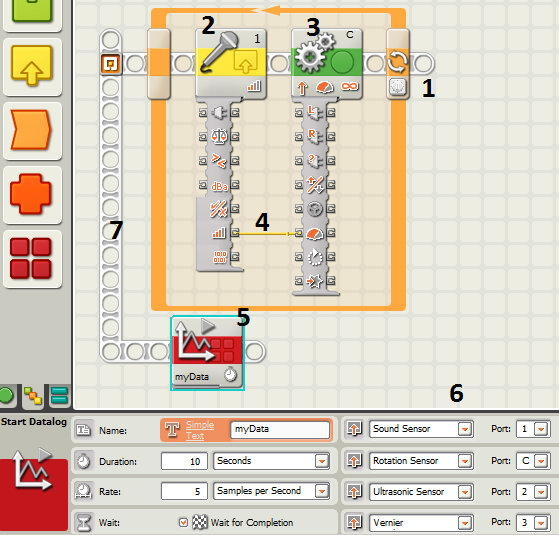 2
3
1
C
1
dBa
L
R
?
4
7
5
myData
6
Start Datalog
Name: T Simple Text myData
Duration: 10 Seconds
Rate: 5 Samples per Second
Wait: Wait for Completion
Sound Sensor Port: 1
Rotation Sensor Port: C
Ultrasonic Sensor Port: 2
Vernier Port: 3